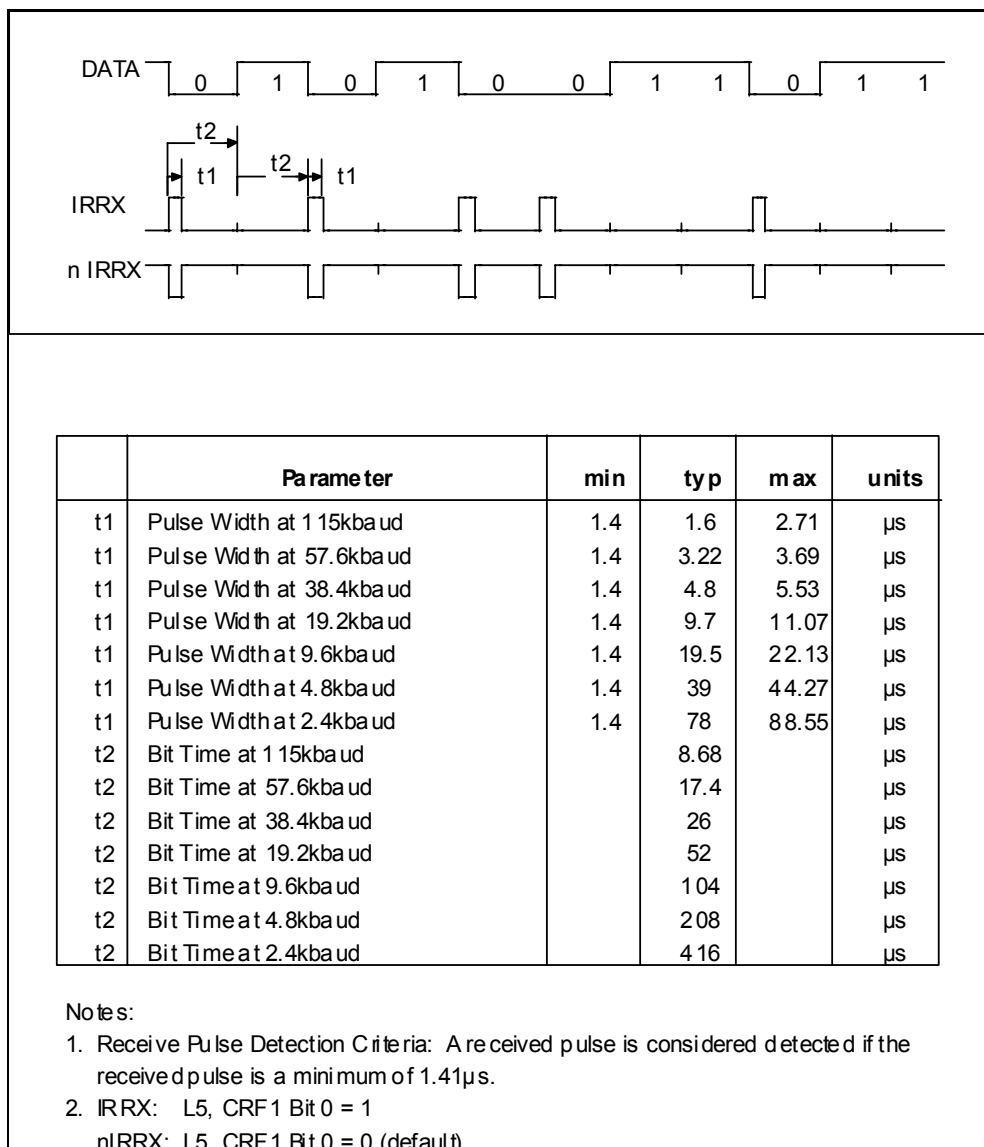 DATA 0 1 0 1 0 0 1 1 0 1 1
t2
t1 t2 t1
IRRX
n IRRX
Parameter min typ max units
t1 Pulse Width at 115kbaud 1.4 1.6 2.71 µs
t1 Pulse Width at 57.6kbaud 1.4 3.22 3.69 µs
t1 Pulse Width at 38.4kbaud 1.4 4.8 5.53 µs
t1 Pulse Width at 19.2kbaud 1.4 9.7 11.07 µs
t1 Pulse Width at 9.6kbaud 1.4 19.5 22.13 µs
t1 Pulse Width at 4.8kbaud 1.4 39 44.27 µs
t1 Pulse Width at 2.4kbaud 1.4 78 88.55 µs
t2 Bit Time at 115kbaud 8.68 µs
t2 Bit Time at 57.6kbaud 17.4 µs
t2 Bit Time at 38.4kbaud 26 µs
t2 Bit Time at 19.2kbaud 52 µs
t2 Bit Time at 9.6kbaud 104 µs
t2 Bit Time at 4.8kbaud 208 µs
t2 Bit Time at 2.4kbaud 416 µs
Notes:
1. Receive Pulse Detection Criteria: A received pulse is considered detected if the
received pulse is a minimum of 1.41µs.
2. IRRX: L5, CRF1 Bit 0 = 1
nIRRX: L5, CRF1 Bit 0 = 0 (default)